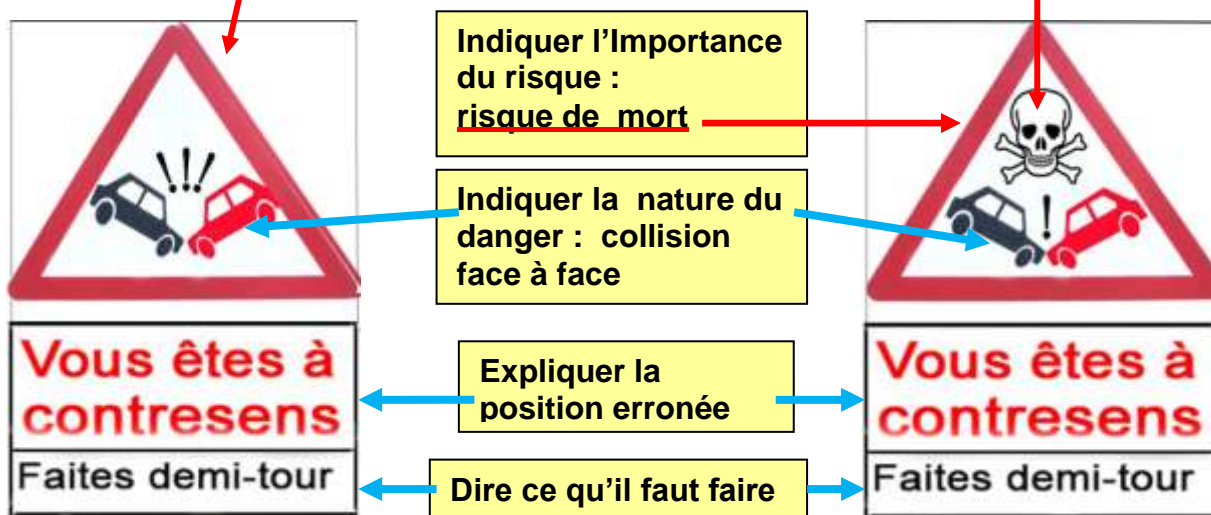 Indiquer l’Importance
du risque :
risque de mort
!!!
!
Indiquer la nature du
danger : collision
face à face
Vous êtes à
contresens
Faites demi-tour
Expliquer la
position erronée
Dire ce qu’il faut faire
Vous êtes à
contresens
Faites demi-tour